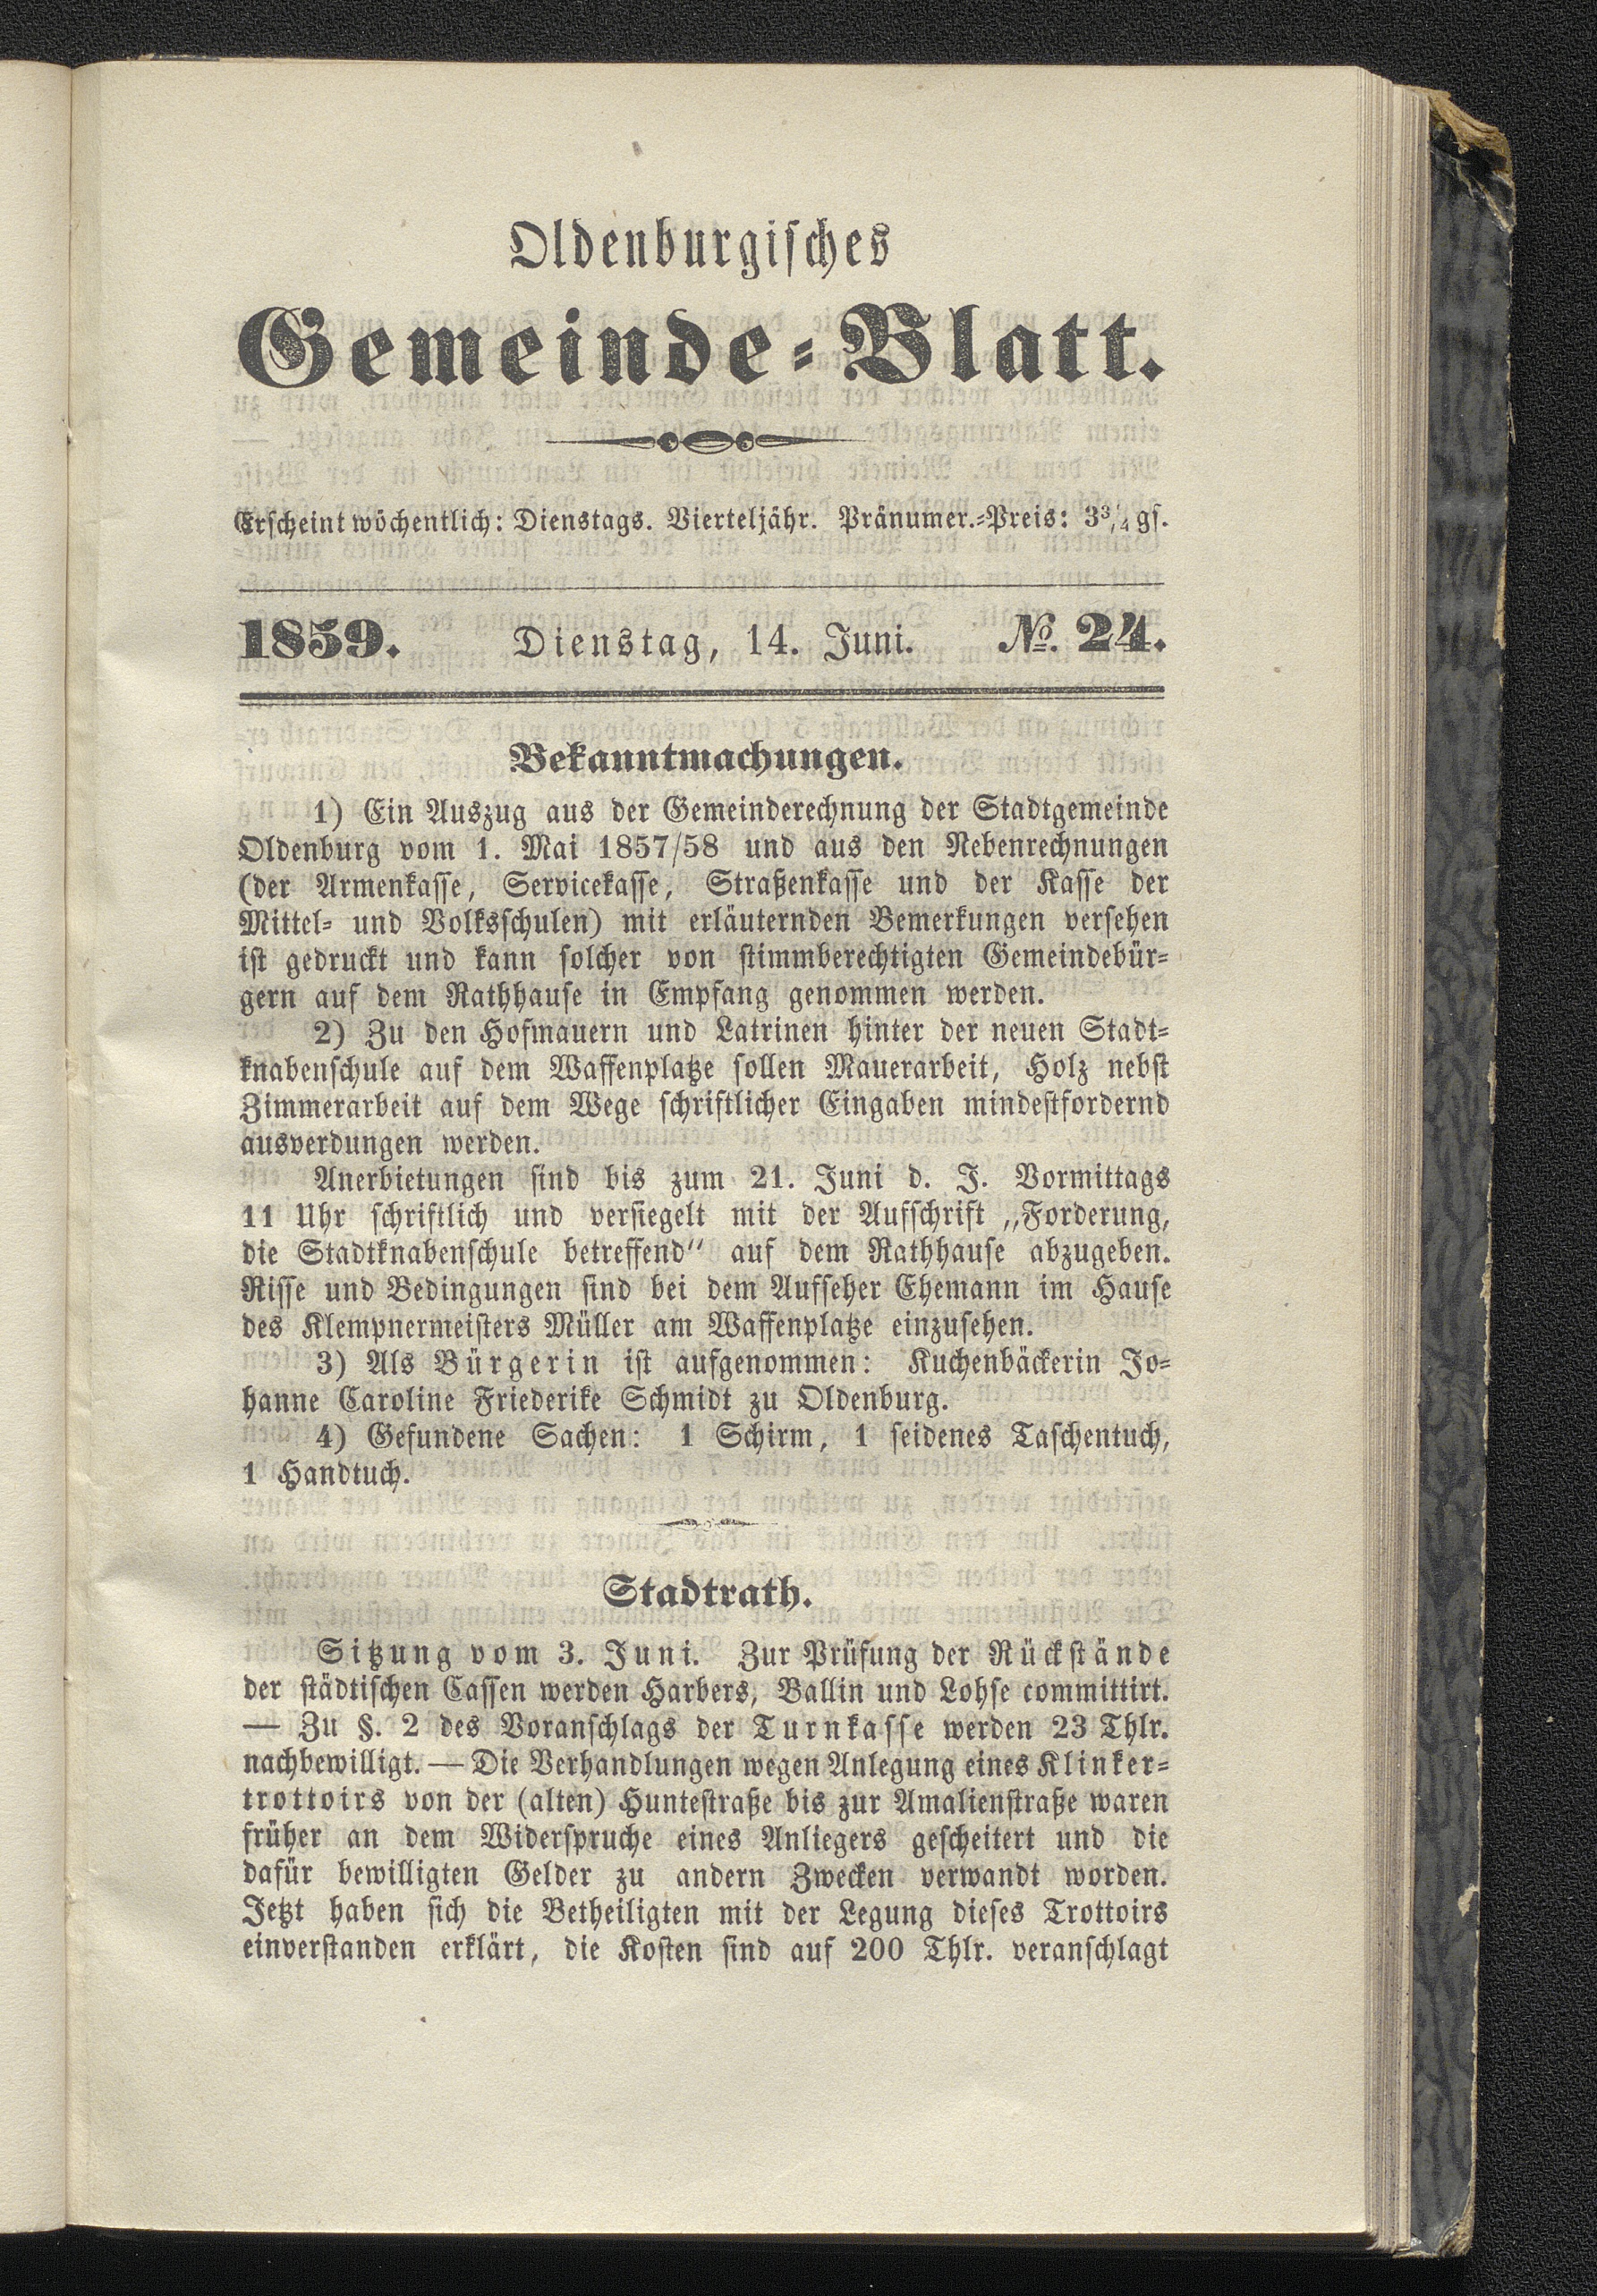 Oldenburgisches
Gemeinde-Blatt.
Erscheint wöchentlich: Dienstags. Vierteljähr. Pränumer.-Preis: 3¾ gs.
1859. Dienstag, 14. Juni. №. 24.
Bekanntmachungen.
1) Ein Auszug aus der Gemeinderechnung der Stadtgemeinde
Oldenburg vom 1. Mai 1857/58 und aus den Nebenrechnungen
(der Armenkasse, Servicekasse, Straßenkasse und der Kasse der
Mittel- und Volksschulen) mit erläuternden Bemerkungen versehen
ist gedruckt und kann solcher von stimmberechtigten Gemeindebür-
gern auf dem Rathhause in Empfang genommen werden.
2) Zu den Hofmauern und Latrinen hinter der neuen Stadt-
knabenschule auf dem Waffenplatze sollen Mauerarbeit, Holz nebst
Zimmerarbeit auf dem Wege schriftlicher Eingaben mindestfordernd
ausverdungen werden.
Anerbietungen sind bis zum 21. Juni d. J. Vormittags
11 Uhr schriftlich und versiegelt mit der Aufschrift „Forderung,
die Stadtknabenschule betreffend" auf dem Rathhause abzugeben.
Risse und Bedingungen sind bei dem Aufseher Ehemann im Hause
des Klempnermeisters Müller am Waffenplatze einzusehen.
3) Als Bürgerin ist aufgenommen: Kuchenbäckerin Jo-
hanne Caroline Friederike Schmidt zu Oldenburg.
4) Gefundene Sachen: 1 Schirm, 1 seidenes Taschentuch,
1 Handtuch.
Stadtrath.
Sitzung vom 3. Juni. Zur Prüfung der Rückstände
der städtischen Cassen werden Harbers, Ballin und Lohse committirt.
— Zu §. 2 des Voranschlags der Turnkasse werden 23 Thlr.
nachbewilligt. — Die Verhandlungen wegen Anlegung eines Klinker-
trottoirs von der (alten) Huntestraße bis zur Amalienstraße waren
früher an dem Widerspruche eines Anliegers gescheitert und die
dafür bewilligten Gelder zu andern Zwecken verwandt worden.
Jetzt haben sich die Betheiligten mit der Legung dieses Trottoirs
einverstanden erklärt, die Kosten sind auf 200 Thlr. veranschlagt